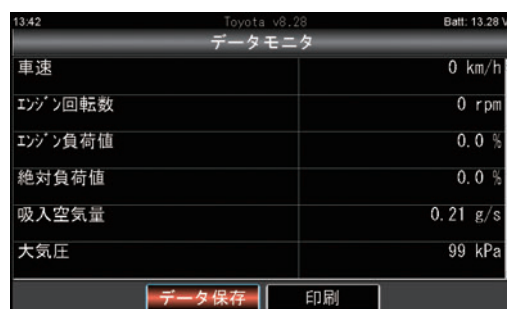 13:42 Toyota v8.28 Batt: 13.28 V
データモニタ
車速 0 km/h
ｴﾝｼﾞﾝ回転数 0 rpm
ｴﾝｼﾞﾝ負荷値 0.0 %
絶対負荷値 0.0 %
吸入空気量 0.21 g/s
大気圧 99 kPa
データ保存 印刷